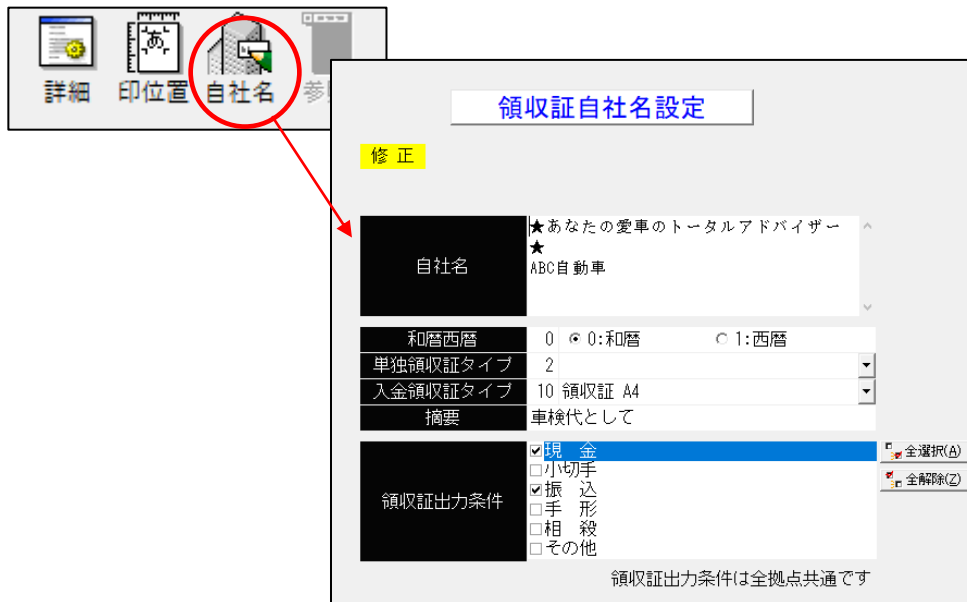 詳細 印位置 自社名 参
領収証自社名設定
修 正
自社名
★あなたの愛車のトータルアドバイザー
★
ABC自動車
和暦西暦 0 0:和暦 1:西暦
単独領収証タイプ 2
入金領収証タイプ 10 領収証 A4
摘要 車検代として
領収証出力条件
現 金
小切手
振 込
手 形
相 殺
その他
全選択(A)
全解除(Z)
領収証出力条件は全拠点共通です